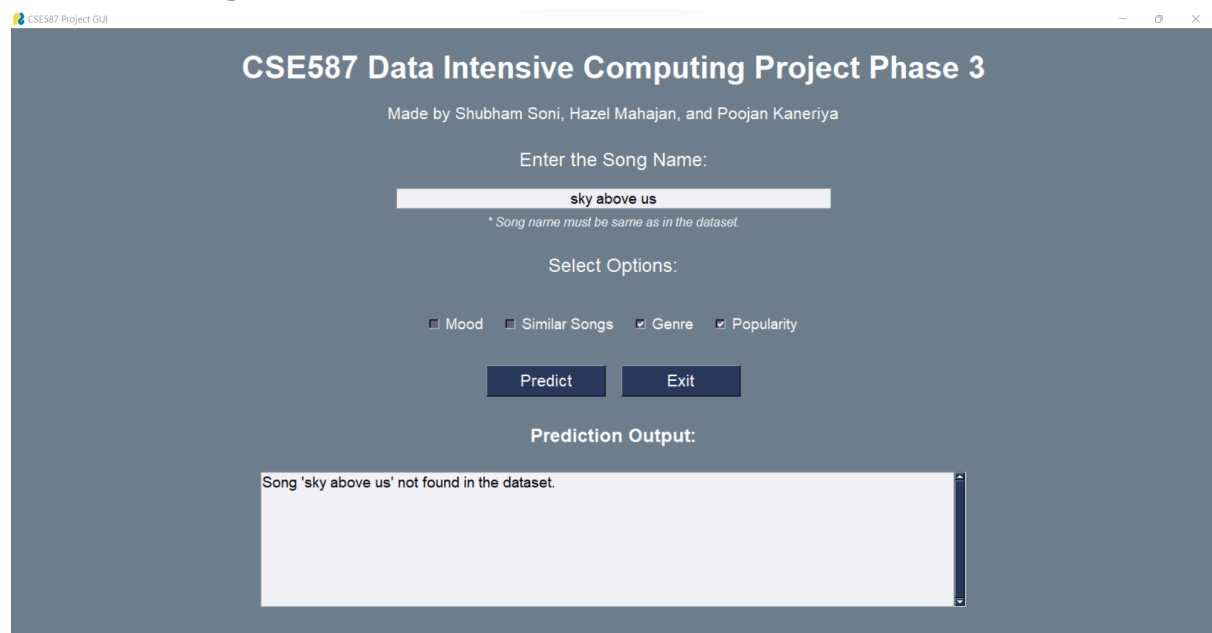 CSE587 Project GUI
CSE587 Data Intensive Computing Project Phase 3
Made by Shubham Soni, Hazel Mahajan, and Poojan Kaneriya
Enter the Song Name:
sky above us
* Song name must be same as in the dataset.
Select Options:
Mood Similar Songs Genre Popularity
Predict Exit
Prediction Output:
Song 'sky above us' not found in the dataset.